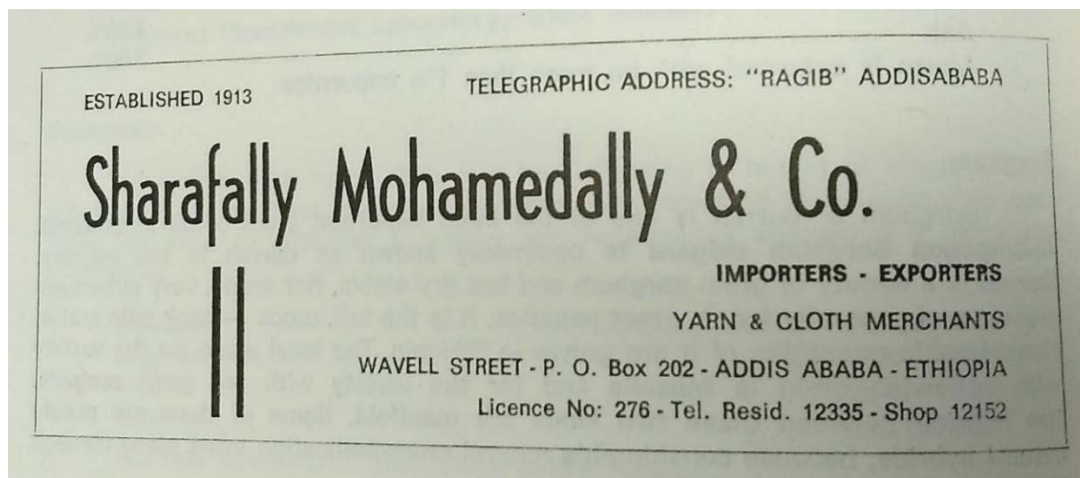 ESTABLISHED 1913
TELEGRAPHIC ADDRESS: "RAGIB" ADDISABABA
Sharafally Mohamedally & Co.
IMPORTERS - EXPORTERS
YARN & CLOTH MERCHANTS
WAVELL STREET - P. O. Box 202 - ADDIS ABABA - ETHIOPIA
Licence No: 276 - Tel. Resid. 12335 - Shop 12152